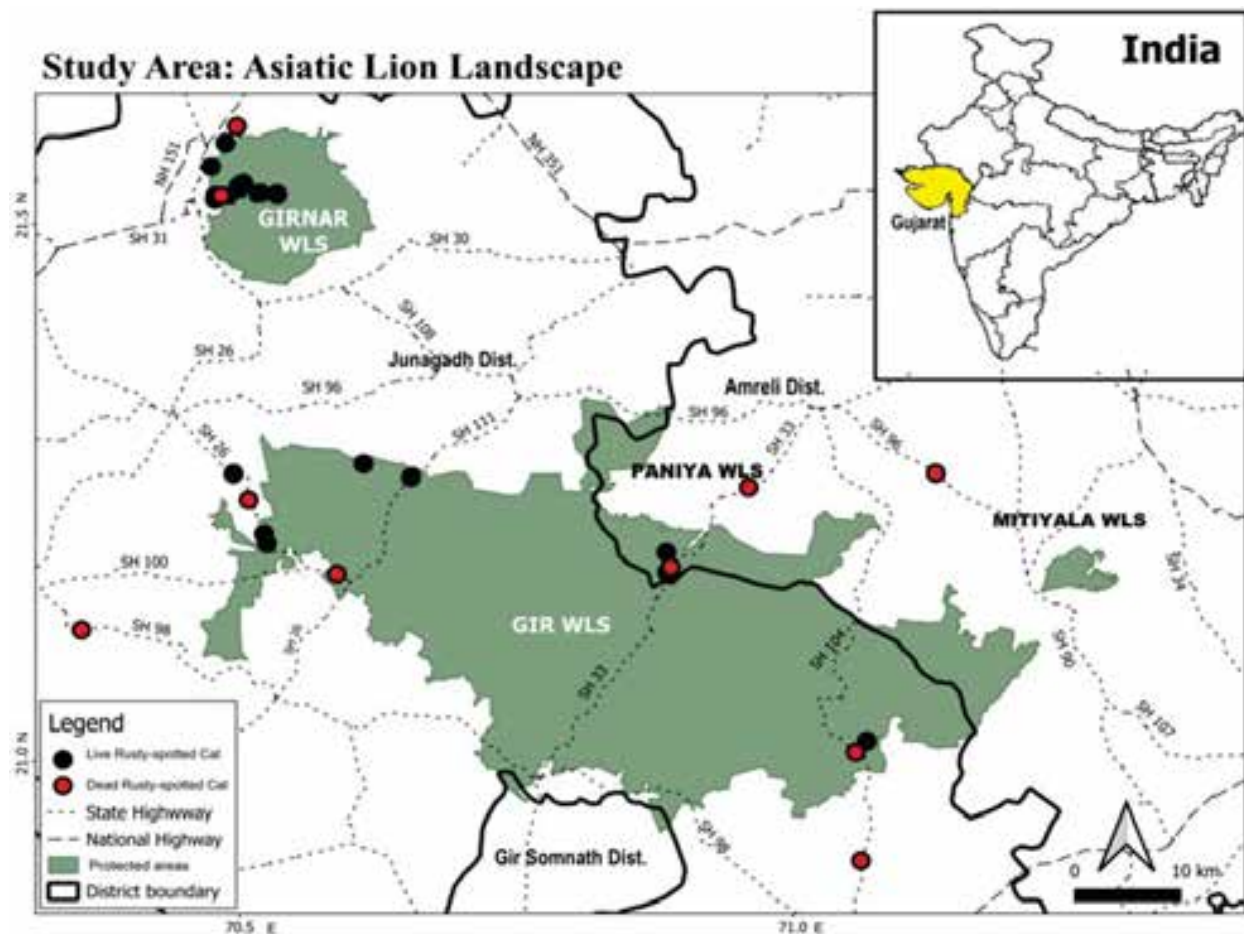 Study Area: Asiatic Lion Landscape
India
Gujarat
NH 151
NH 351
GIRNAR
WLS
21.5 N
SH 31
SH 30
SH 108
SH 26
Junagadh Dist.
SH 96
Amreli Dist.
SH 96
SH 111
SH 33
SH 96
SH 26
PANIYA WLS
MITIYALA WLS
SH 100
SH 34
GIR WLS
SH 98
SH 104
SH 90
SH 33
SH 107
21.0 N
Legend
Live Rusty-spotted Cat
Dead Rusty-spotted Cat
State Highwway
National Highway
Protected areas
District boundary
SH 98
Gir Somnath Dist.
0 10 km
70.5 E
71.0 E